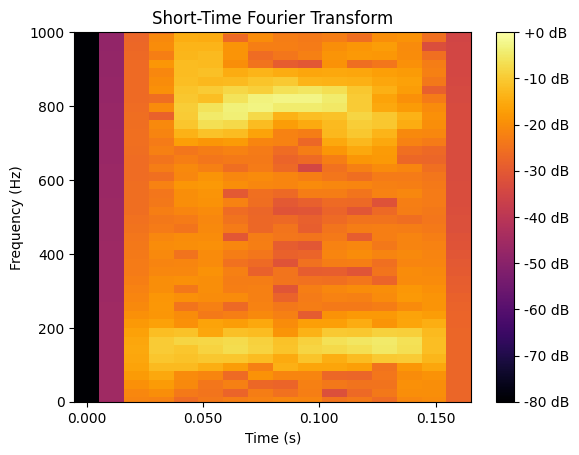 Short-Time Fourier Transform
1000
800
600
400
200
0
Frequency (Hz)
0.000
0.050
0.100
0.150
Time (s)
+0 dB
-10 dB
-20 dB
-30 dB
-40 dB
-50 dB
-60 dB
-70 dB
-80 dB